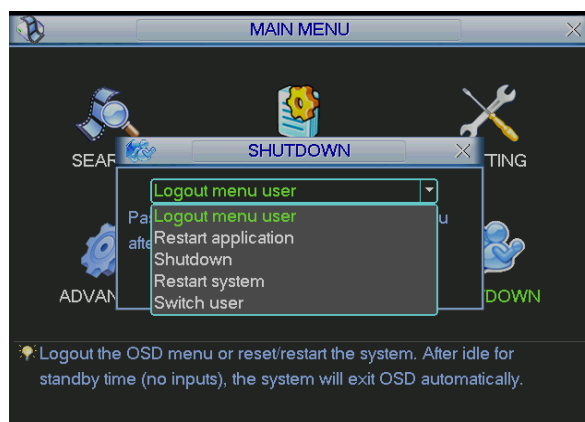 MAIN MENU
SEAR
TING
SHUTDOWN
Logout menu user
Pa
u
Logout menu user
afte
Restart application
Shutdown
Restart system
Switch user
ADVAN
DOWN
Logout the OSD menu or reset/restart the system. After idle for
standby time (no inputs), the system will exit OSD automatically.